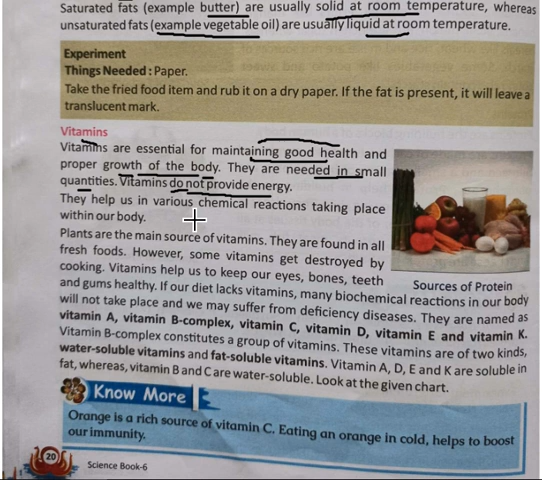 Saturated fats (example butter) are usually solid at room temperature, whereas
unsaturated fats (example vegetable oil) are usually liquid at room temperature.
Experiment
Things Needed : Paper.
Take the fried food item and rub it on a dry paper. If the fat is present, it will leave a
translucent mark.
Vitamins
Vitamins are essential for maintaining good health and
proper growth of the body. They are needed in small
quantities. Vitamins do not provide energy.
They help us in various chemical reactions taking place
within our body.
Plants are the main source of vitamins. They are found in all
fresh foods. However, some vitamins get destroyed by
cooking. Vitamins help us to keep our eyes, bones, teeth
and gums healthy. If our diet lacks vitamins, many biochemical reactions in our body
will not take place and we may suffer from deficiency diseases. They are named as
vitamin A, vitamin B-complex, vitamin C, vitamin D, vitamin E and vitamin K.
Vitamin B-complex constitutes a group of vitamins. These vitamins are of two kinds,
water-soluble vitamins and fat-soluble vitamins. Vitamin A, D, E and K are soluble in
fat, whereas, vitamin B and C are water-soluble. Look at the given chart.
Sources of Protein
Know More
Orange is a rich source of vitamin C. Eating an orange in cold, helps to boost
our immunity.
20
Science Book-6